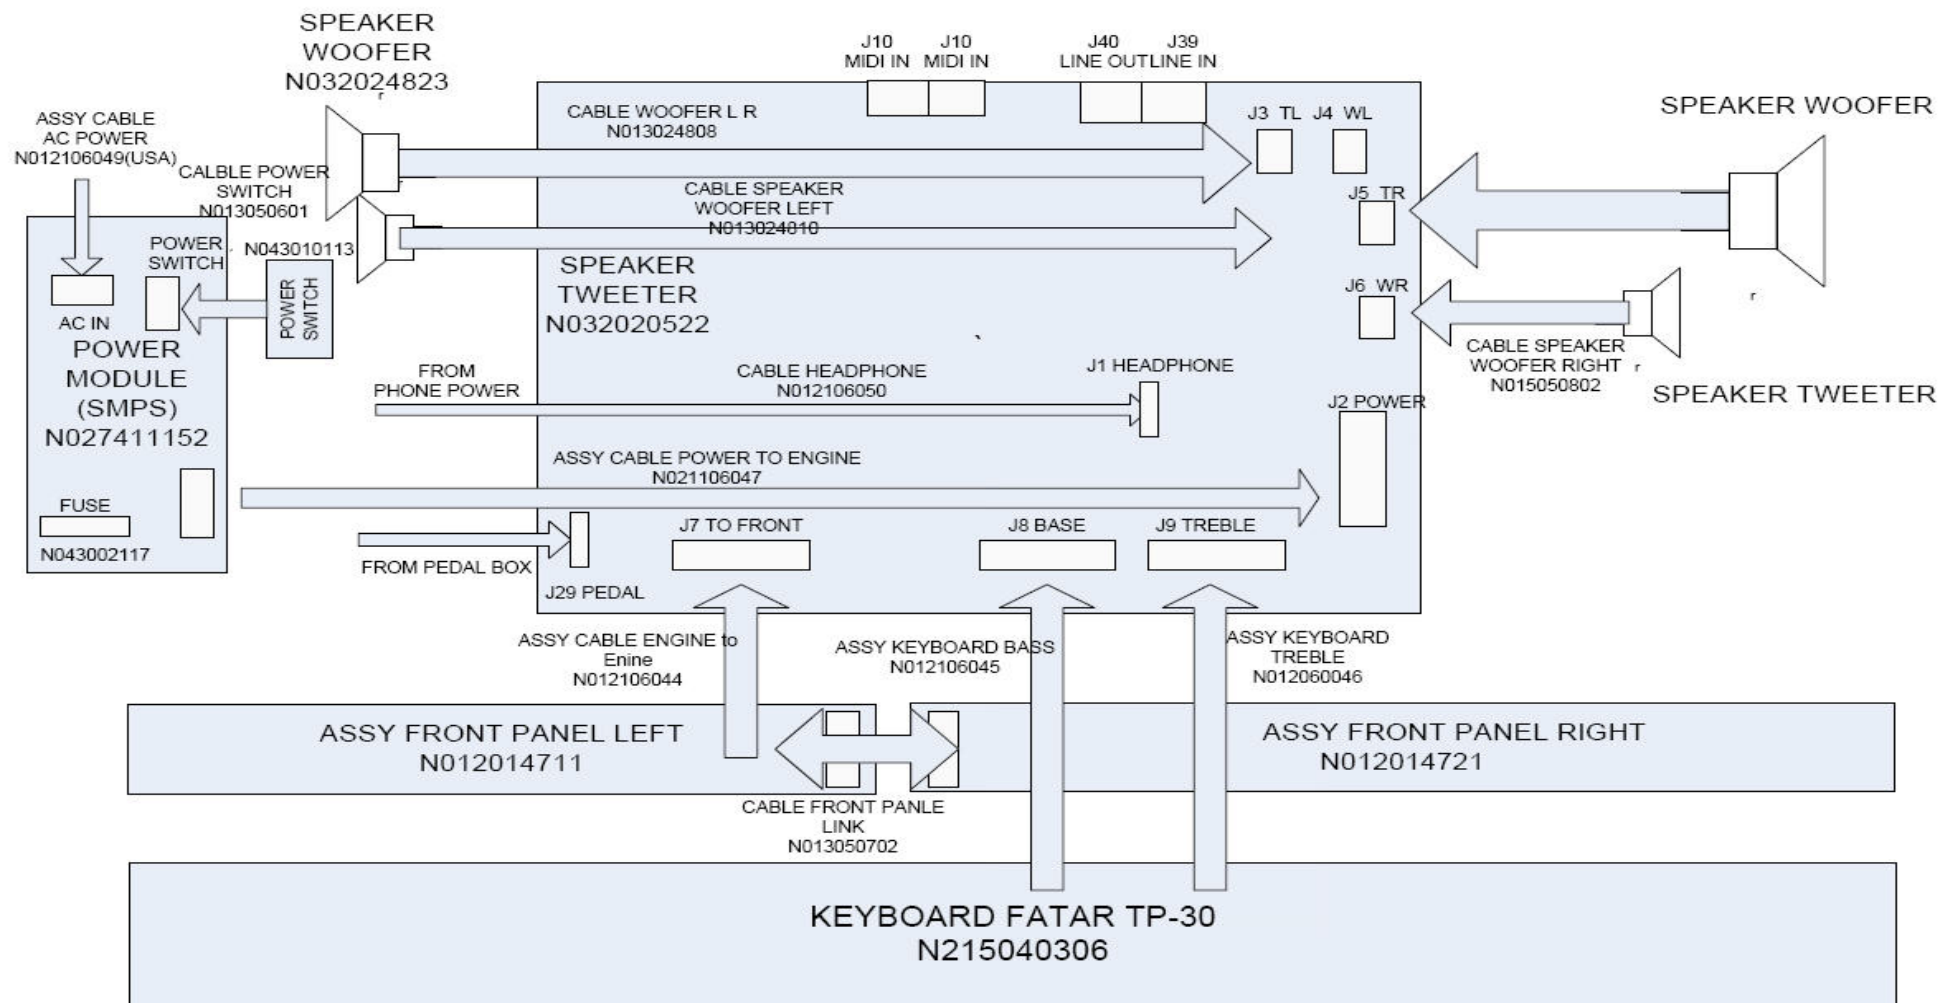 SPEAKER
WOOFER
N032024823
r
J10
MIDI IN
J10
MIDI IN
J40
LINE OUT
J39
LINE IN
ASSY CABLE
AC POWER
N012106049(USA)
CALBLE POWER
SWITCH
N013050601
CABLE WOOFER L R
N013024808
J3 TL
J4 WL
SPEAKER WOOFER
r
CABLE SPEAKER
WOOFER LEFT
N013024810
J5 TR
POWER
SWITCH
N043010113
POWER
SWITCH
AC IN
SPEAKER
TWEETER
N032020522
J6 WR
r
POWER
MODULE
(SMPS)
N027411152
CABLE SPEAKER
WOOFER RIGHT
N015050802
r
SPEAKER TWEETER
FROM
PHONE POWER
CABLE HEADPHONE
N012106050
J1 HEADPHONE
J2 POWER
ASSY CABLE POWER TO ENGINE
N021106047
FUSE
N043002117
FROM PEDAL BOX
J29 PEDAL
J7 TO FRONT
J8 BASE
J9 TREBLE
ASSY CABLE ENGINE to
Enine
N012106044
ASSY KEYBOARD BASS
N012106045
ASSY KEYBOARD
TREBLE
N012060046
ASSY FRONT PANEL LEFT
N012014711
ASSY FRONT PANEL RIGHT
N012014721
CABLE FRONT PANLE
LINK
N013050702
KEYBOARD FATAR TP-30
N215040306